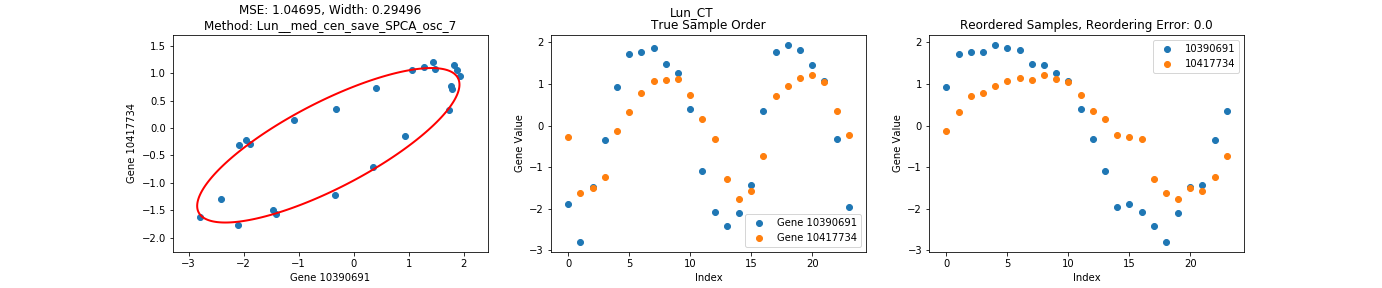 Lun_CT
MSE: 1.04695, Width: 0.29496
Method: Lun__med_cen_save_SPCA_osc_7
1.5
1.0
0.5
0.0
−0.5
−1.0
−1.5
−2.0
Gene 10417734
−3
−2
−1
0
1
2
Gene 10390691
True Sample Order
2
1
0
−1
−2
−3
Gene Value
Gene 10390691
Gene 10417734
0
5
10
15
20
Index
Reordered Samples, Reordering Error: 0.0
10390691
10417734
2
1
0
−1
−2
−3
Gene Value
0
5
10
15
20
Index